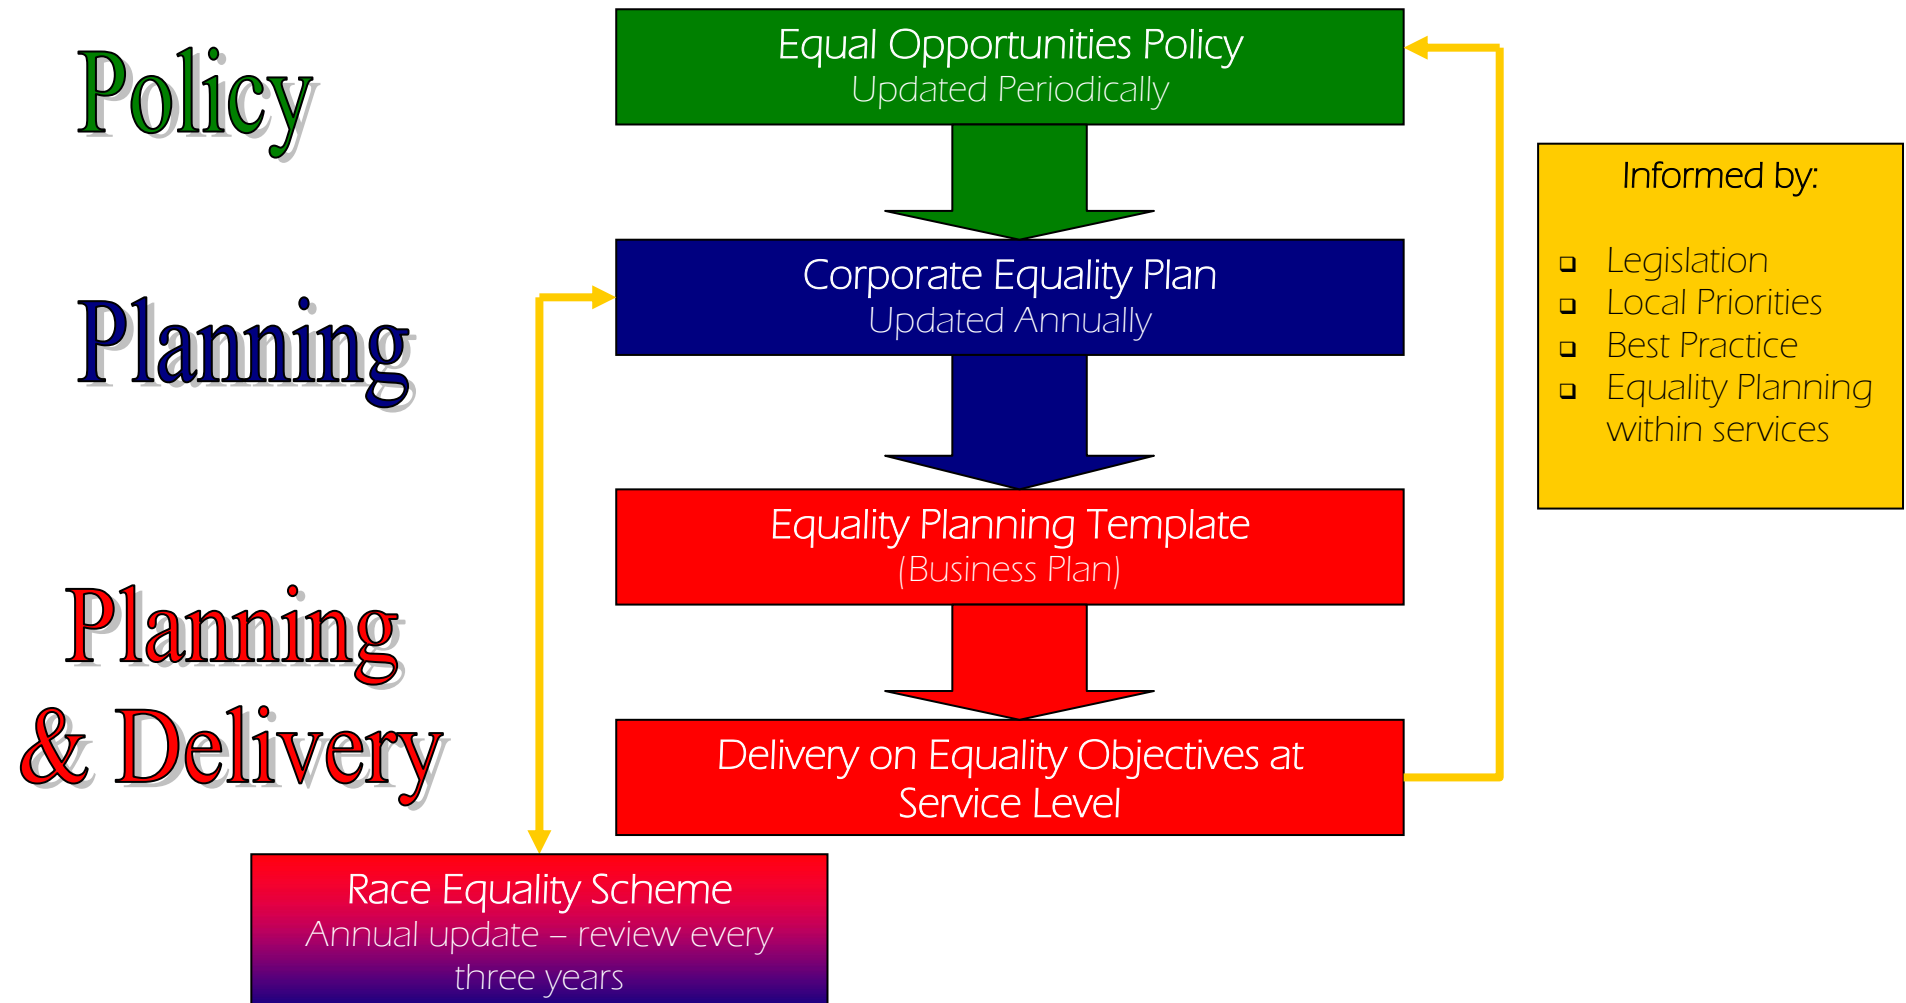 Policy
Equal Opportunities Policy
Updated Periodically
Informed by:
Legislation
Local Priorities
Best Practice
Equality Planning
within services
Planning
Corporate Equality Plan
Updated Annually
Planning
& Delivery
Equality Planning Template
(Business Plan)
Delivery on Equality Objectives at
Service Level
Race Equality Scheme
Annual update – review every
three years